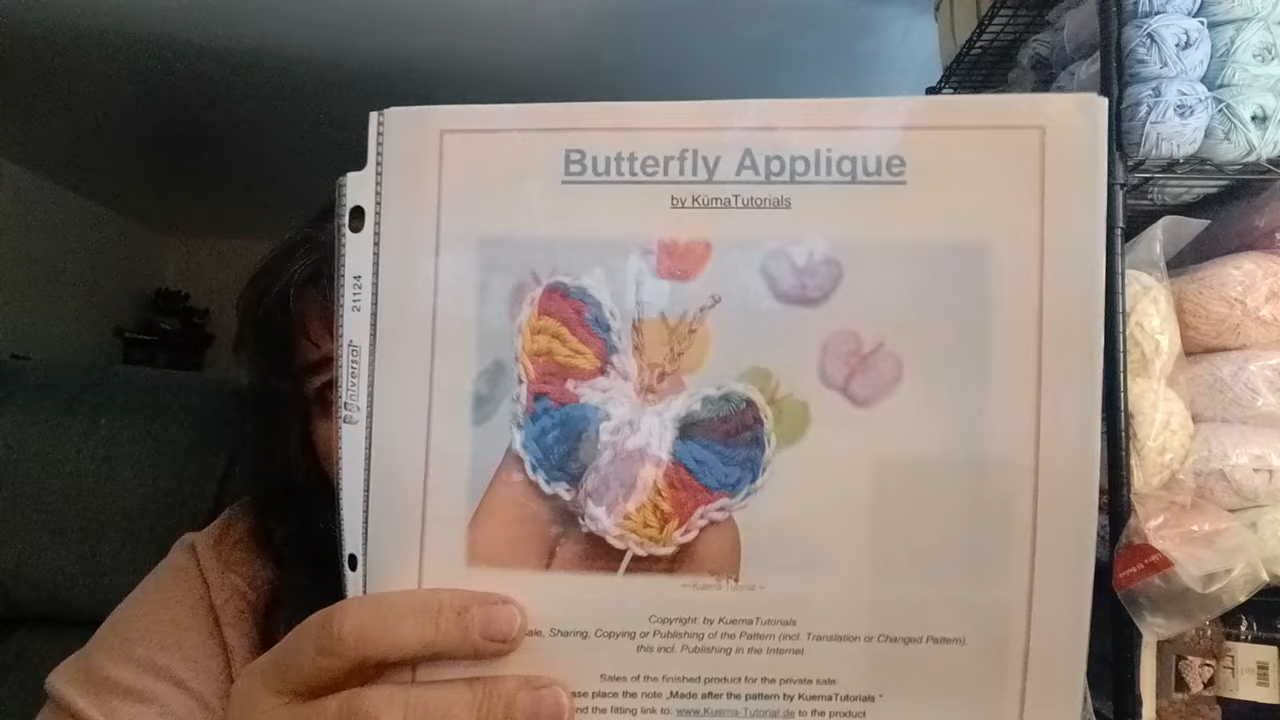 Butterfly Applique
by KümaTutorials
Universal
21124
Copyright by KuemaTutorials
ale, Sharing, Copying or Publishing of the Pattern (incl. Translation or Changed Pattern),
this incl. Publishing in the Internet.
Sales of the finished product for the private sale:
ase place the note „Made after the pattern by KuemaTutorials "
nd the fitting link to: www.Kuema-Tutorial.de to the product